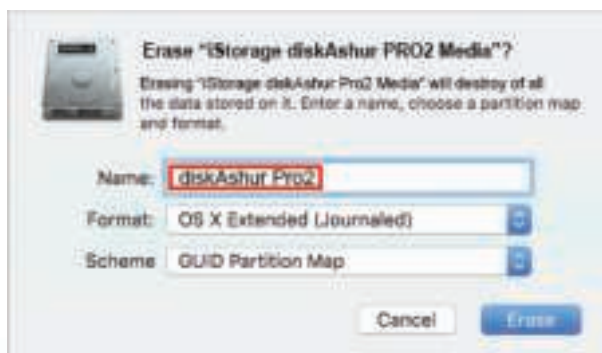 Erase "iStorage diskAshur PRO2 Media"?
Erasing "iStorage diskAshur Pro2 Media" will destroy of all
the data stored on it. Enter a name, choose a partition map
and format.
Name: diskAshur Pro2
Format: OS X Extended (Journaled)
Scheme GUID Partition Map
Cancel Erase